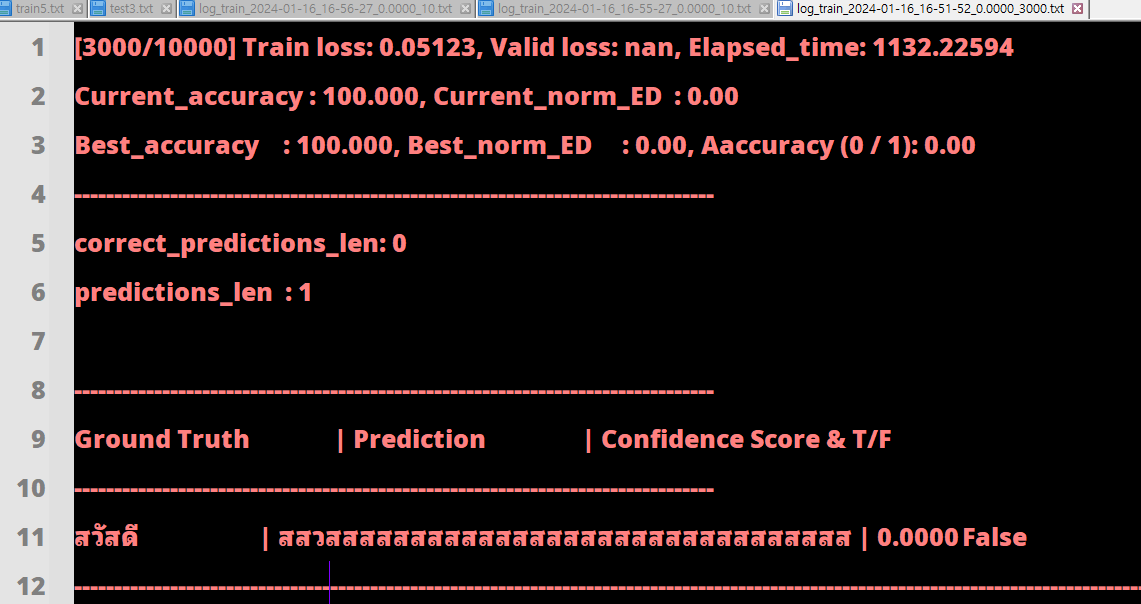 train5.txt test3.txt log_train_2024-01-16_16-56-27_0.0000_10.txt log_train_2024-01-16_16-55-27_0.0000_10.txt log_train_2024-01-16_16-51-52_0.0000_3000.txt
1 [3000/10000] Train loss: 0.05123, Valid loss: nan, Elapsed_time: 1132.22594
2 Current_accuracy : 100.000, Current_norm_ED : 0.00
3 Best_accuracy : 100.000, Best_norm_ED : 0.00, Aaccuracy (0 / 1): 0.00
4 --------------------------------------------------------------------------------
5 correct_predictions_len: 0
6 predictions_len : 1
7
8 --------------------------------------------------------------------------------
9 Ground Truth | Prediction | Confidence Score & T/F
10 --------------------------------------------------------------------------------
11 สวัสดี | สสวสสสสสสสสสสสสสสสสสสสสสสสสสสสสสสส | 0.0000 False
12 --------------------------------------------------------------------------------